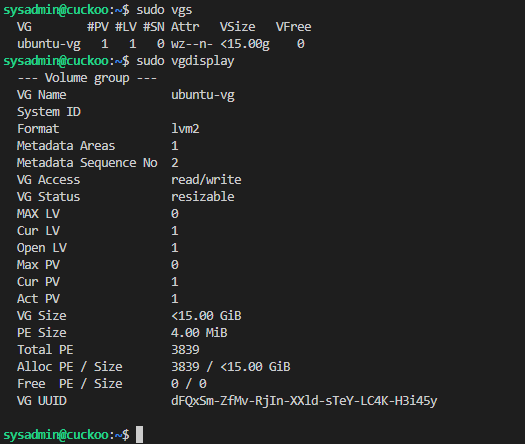 sysadmin@cuckoo:~$ sudo vgs
  VG        #PV #LV #SN Attr   VSize   VFree
  ubuntu-vg   1   1   0 wz--n- <15.00g    0
sysadmin@cuckoo:~$ sudo vgdisplay
  --- Volume group ---
  VG Name               ubuntu-vg
  System ID
  Format                lvm2
  Metadata Areas        1
  Metadata Sequence No  2
  VG Access             read/write
  VG Status             resizable
  MAX LV                0
  Cur LV                1
  Open LV               1
  Max PV                0
  Cur PV                1
  Act PV                1
  VG Size               <15.00 GiB
  PE Size               4.00 MiB
  Total PE              3839
  Alloc PE / Size       3839 / <15.00 GiB
  Free  PE / Size       0 / 0
  VG UUID               dFQxSm-ZfMv-RjIn-XXld-sTeY-LC4K-H3i45y
sysadmin@cuckoo:~$